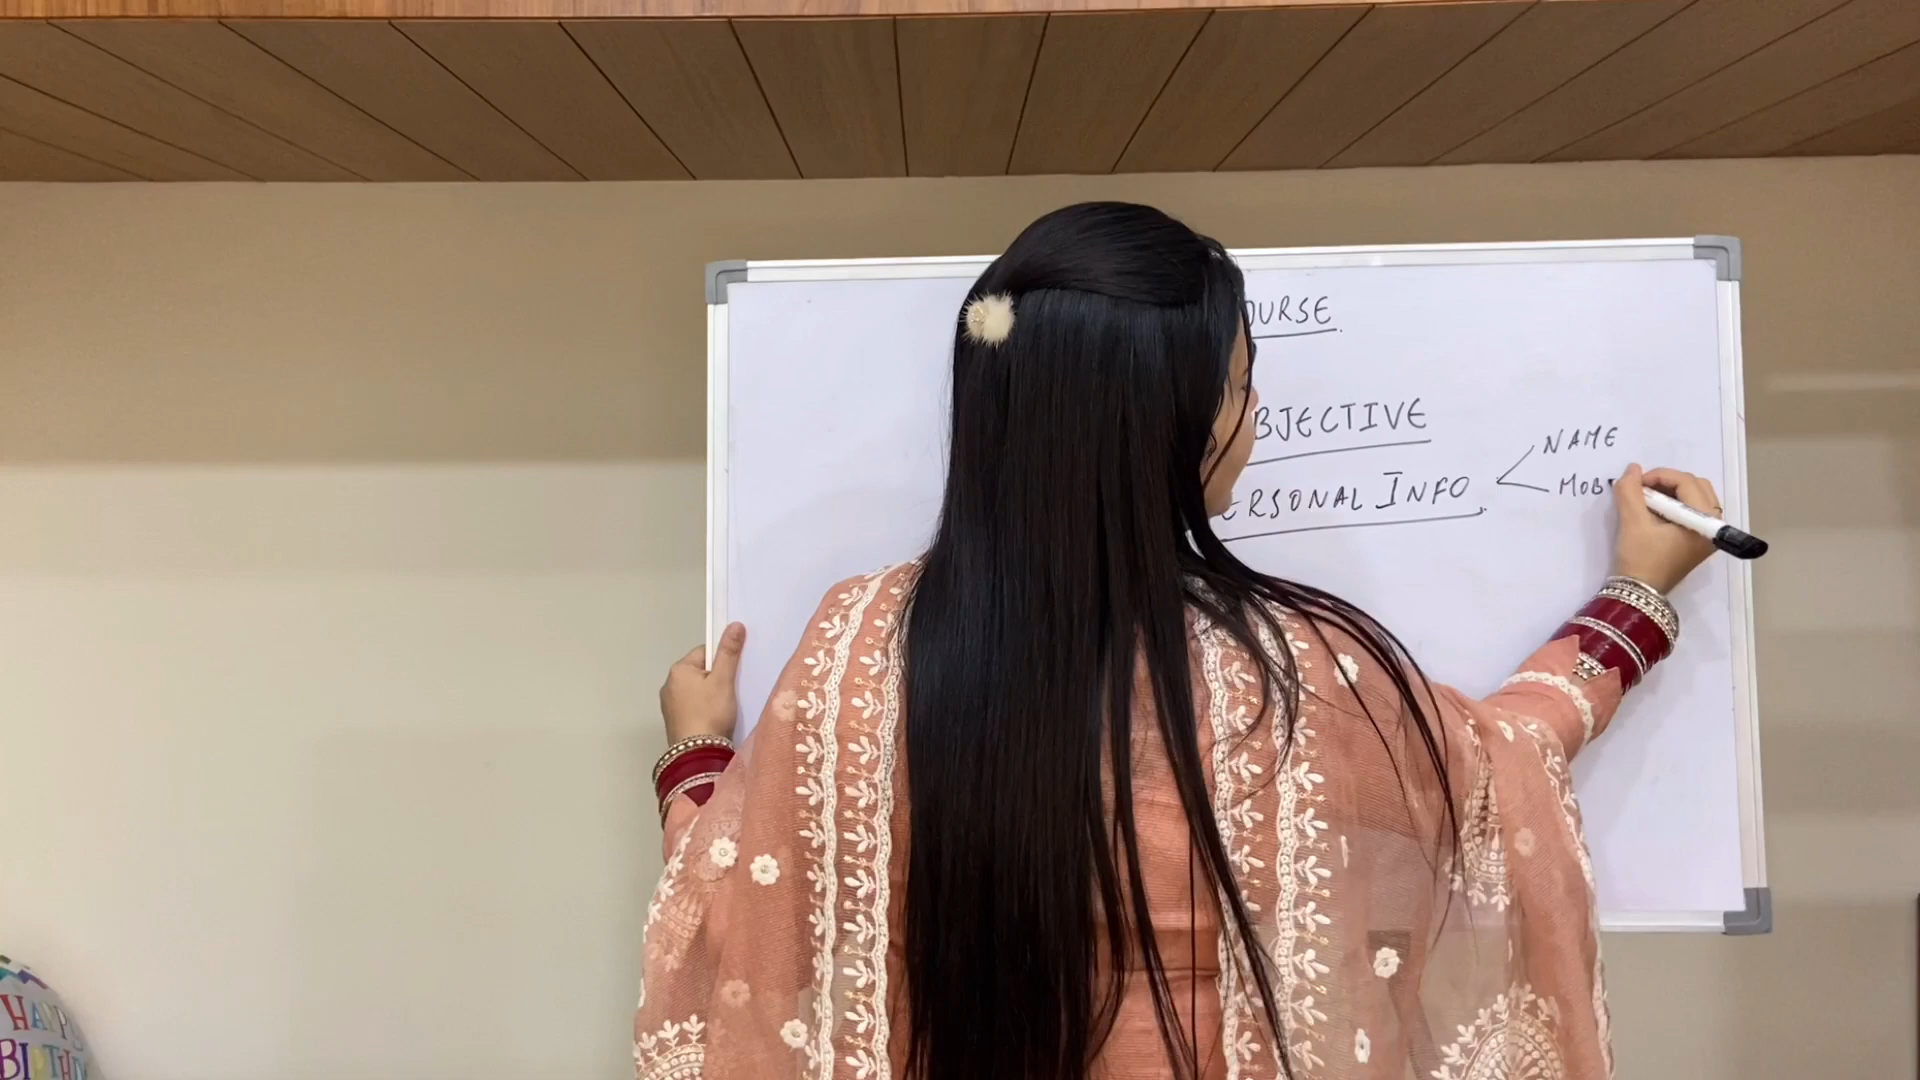 OURSE
BJECTIVE
NAME
ERSONAL INFO
MOB
HAPPY
BIRTHD